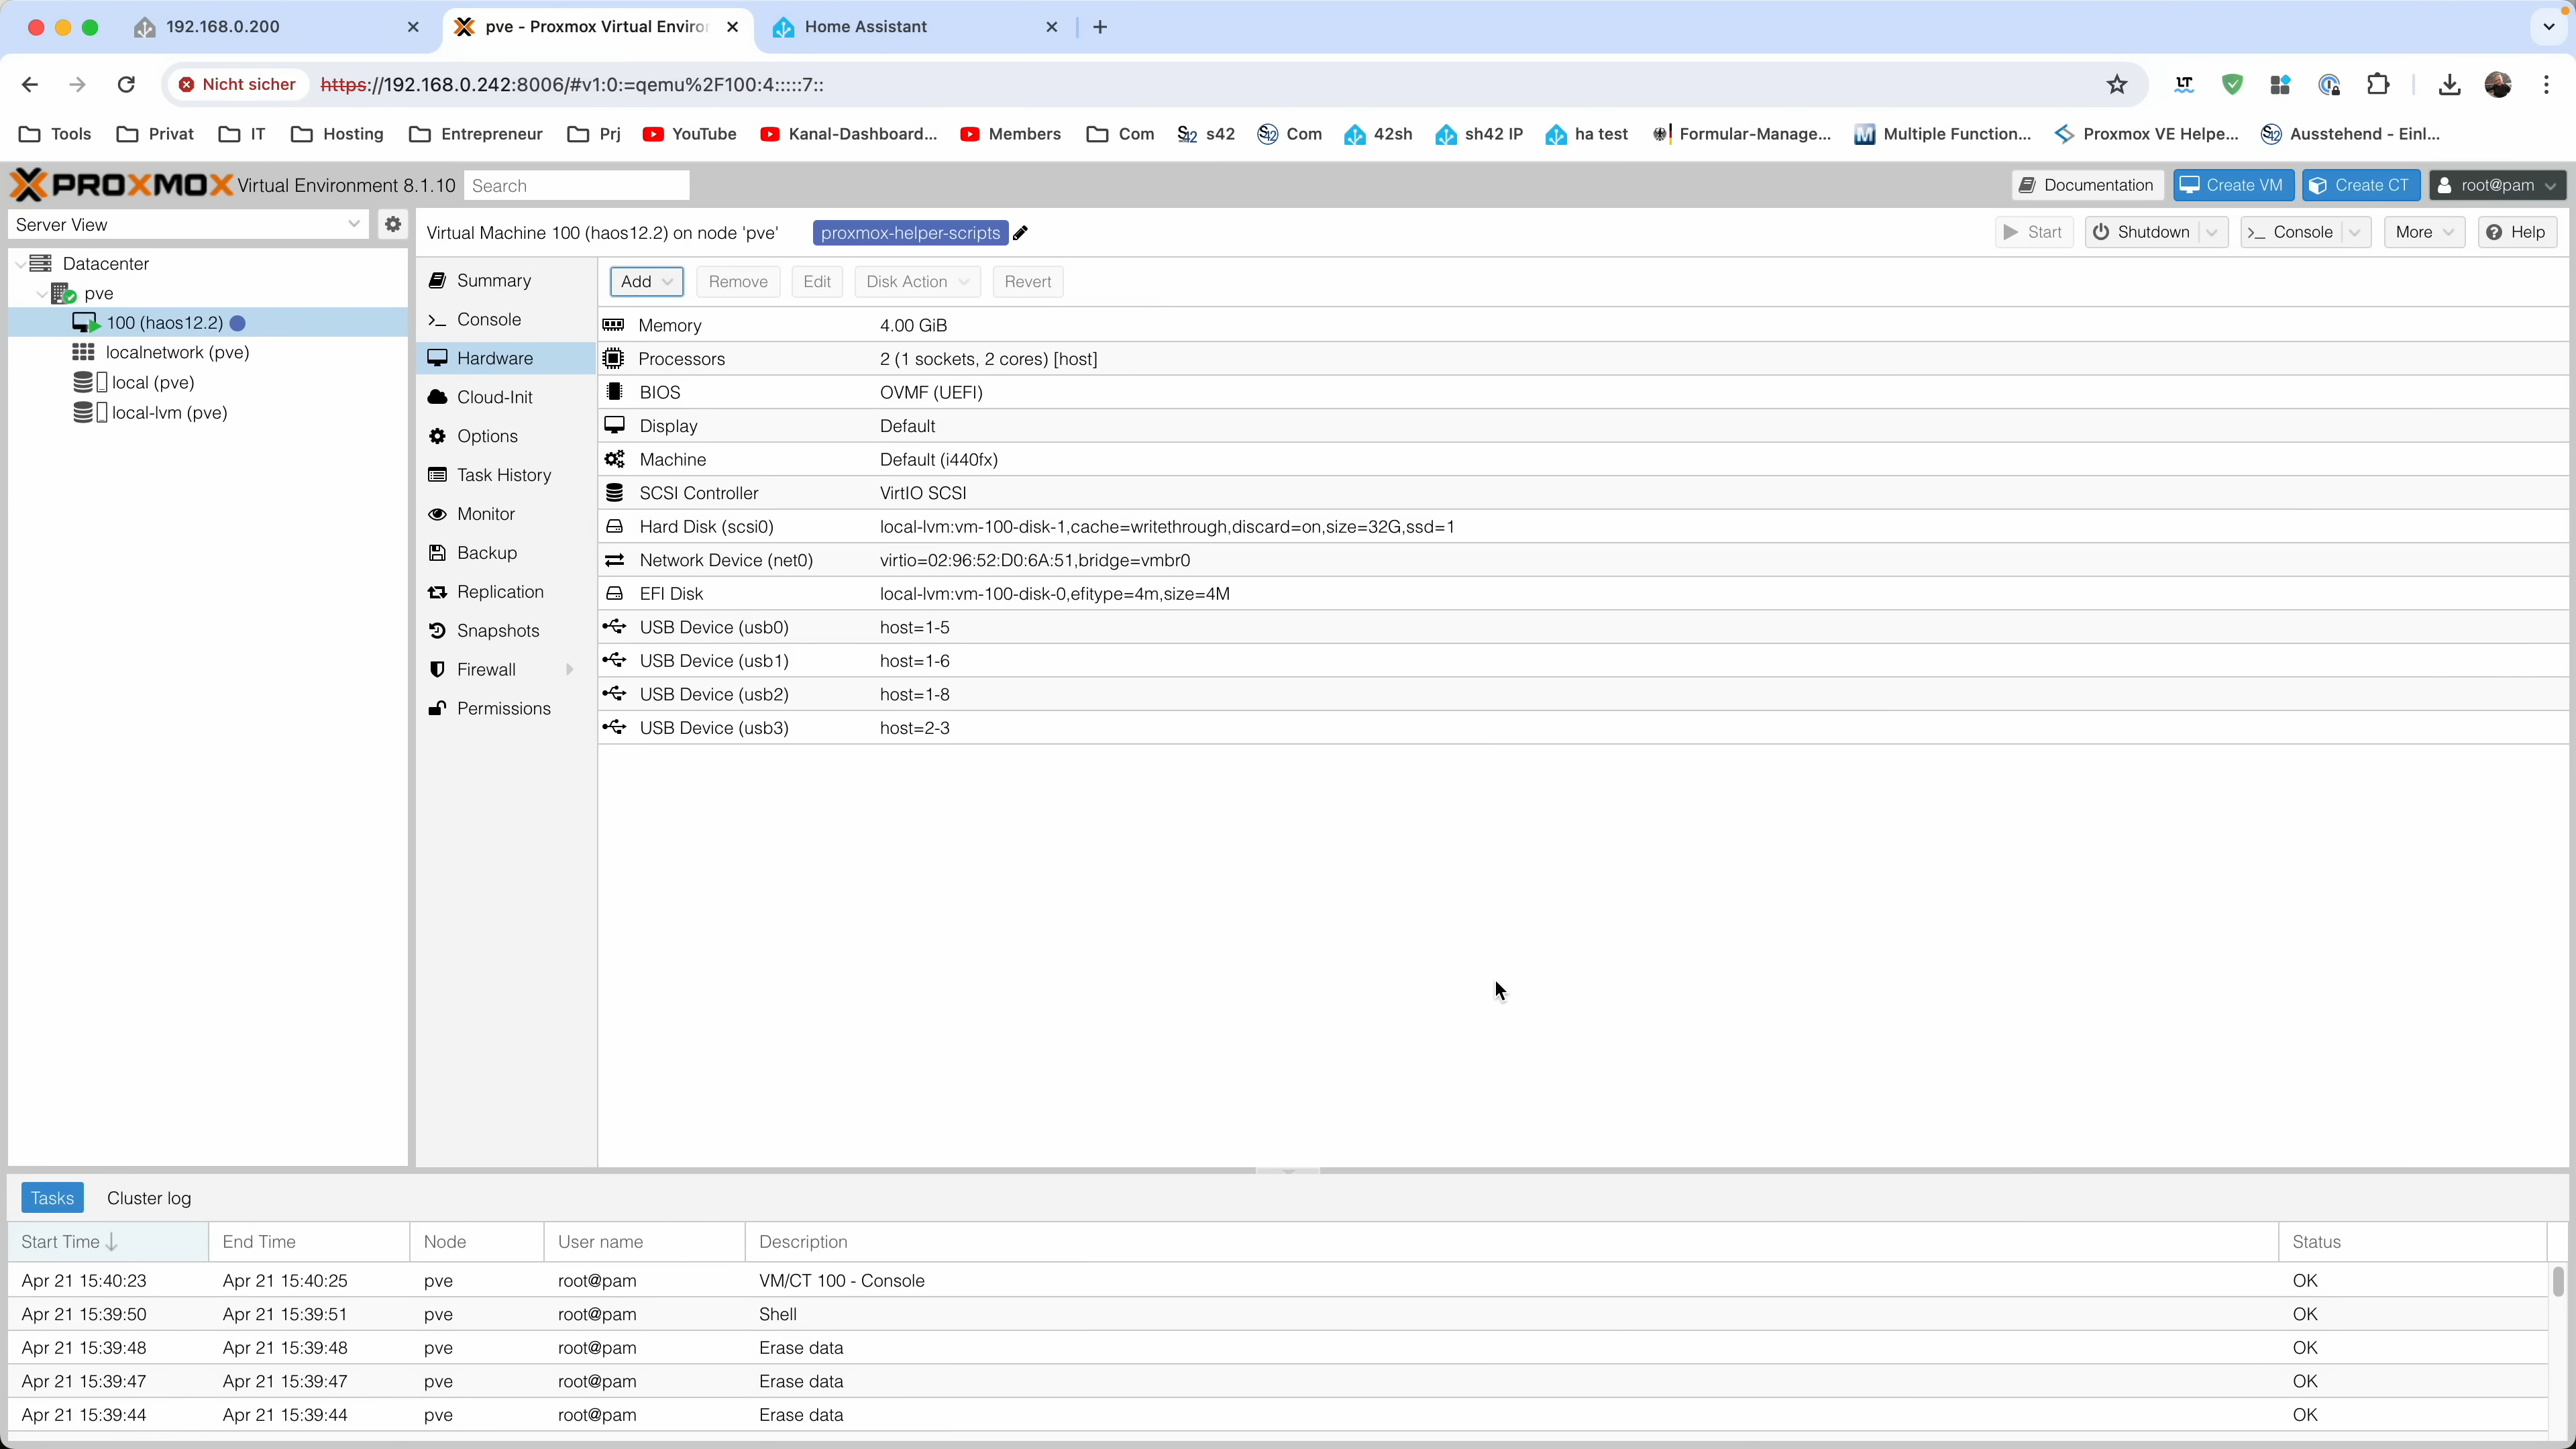 192.168.0.200
pve - Proxmox Virtual Enviro
Home Assistant
Nicht sicher
https://192.168.0.242:8006/#v1:0:=qemu%2F100:4:::::7::
LT
Tools
Privat
IT
Hosting
Entrepreneur
Prj
YouTube
Kanal-Dashboard...
Members
Com
s42
Com
42sh
sh42 IP
ha test
Formular-Manage...
Multiple Function...
Proxmox VE Helpe...
Ausstehend - Einl...
PROXMOX Virtual Environment 8.1.10
Search
Documentation
Create VM
Create CT
root@pam
Server View
Virtual Machine 100 (haos12.2) on node 'pve'
proxmox-helper-scripts
Start
Shutdown
Console
More
Help
Datacenter
pve
100 (haos12.2)
localnetwork (pve)
local (pve)
local-lvm (pve)
Summary
Console
Hardware
Cloud-Init
Options
Task History
Monitor
Backup
Replication
Snapshots
Firewall
Permissions
Add
Remove
Edit
Disk Action
Revert
Memory 4.00 GiB
Processors 2 (1 sockets, 2 cores) [host]
BIOS OVMF (UEFI)
Display Default
Machine Default (i440fx)
SCSI Controller VirtIO SCSI
Hard Disk (scsi0) local-lvm:vm-100-disk-1,cache=writethrough,discard=on,size=32G,ssd=1
Network Device (net0) virtio=02:96:52:D0:6A:51,bridge=vmbr0
EFI Disk local-lvm:vm-100-disk-0,efitype=4m,size=4M
USB Device (usb0) host=1-5
USB Device (usb1) host=1-6
USB Device (usb2) host=1-8
USB Device (usb3) host=2-3
Tasks
Cluster log
Start Time End Time Node User name Description Status
Apr 21 15:40:23 Apr 21 15:40:25 pve root@pam VM/CT 100 - Console OK
Apr 21 15:39:50 Apr 21 15:39:51 pve root@pam Shell OK
Apr 21 15:39:48 Apr 21 15:39:48 pve root@pam Erase data OK
Apr 21 15:39:47 Apr 21 15:39:47 pve root@pam Erase data OK
Apr 21 15:39:44 Apr 21 15:39:44 pve root@pam Erase data OK